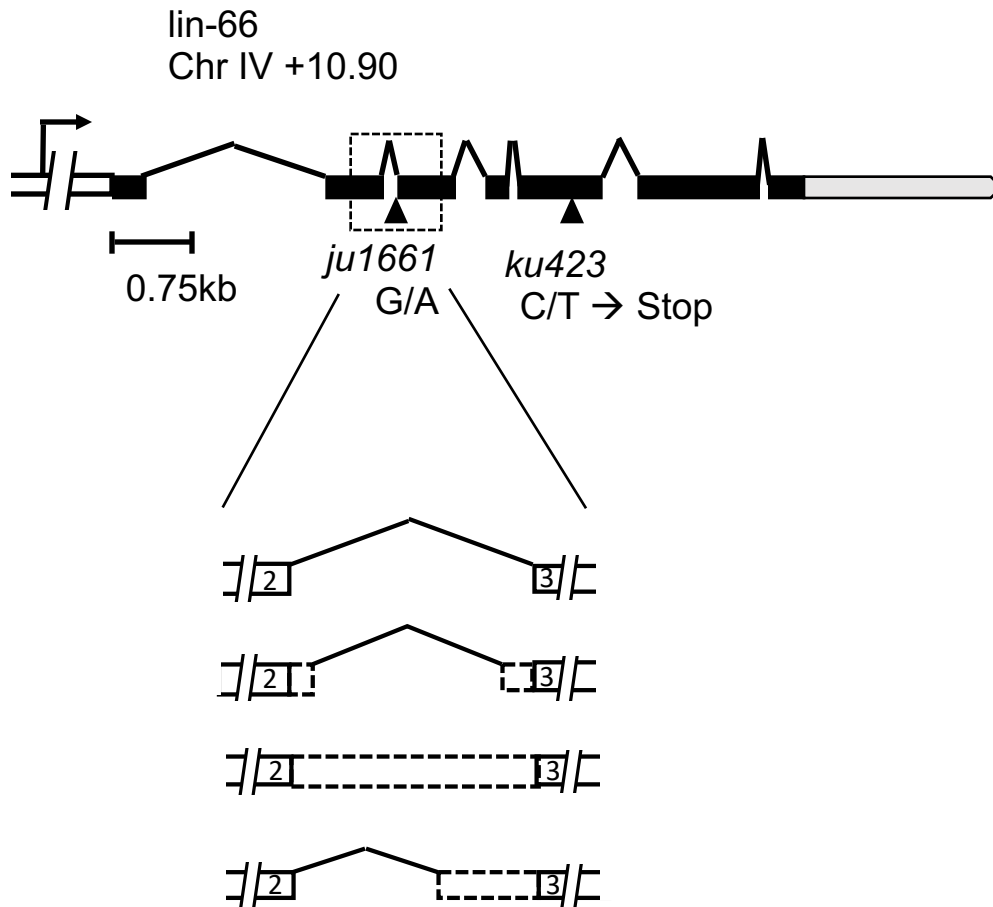 lin-66
Chr IV +10.90
0.75kb
ju1661
G/A
ku423
C/T → Stop
2 3
2 3
2 3
2 3